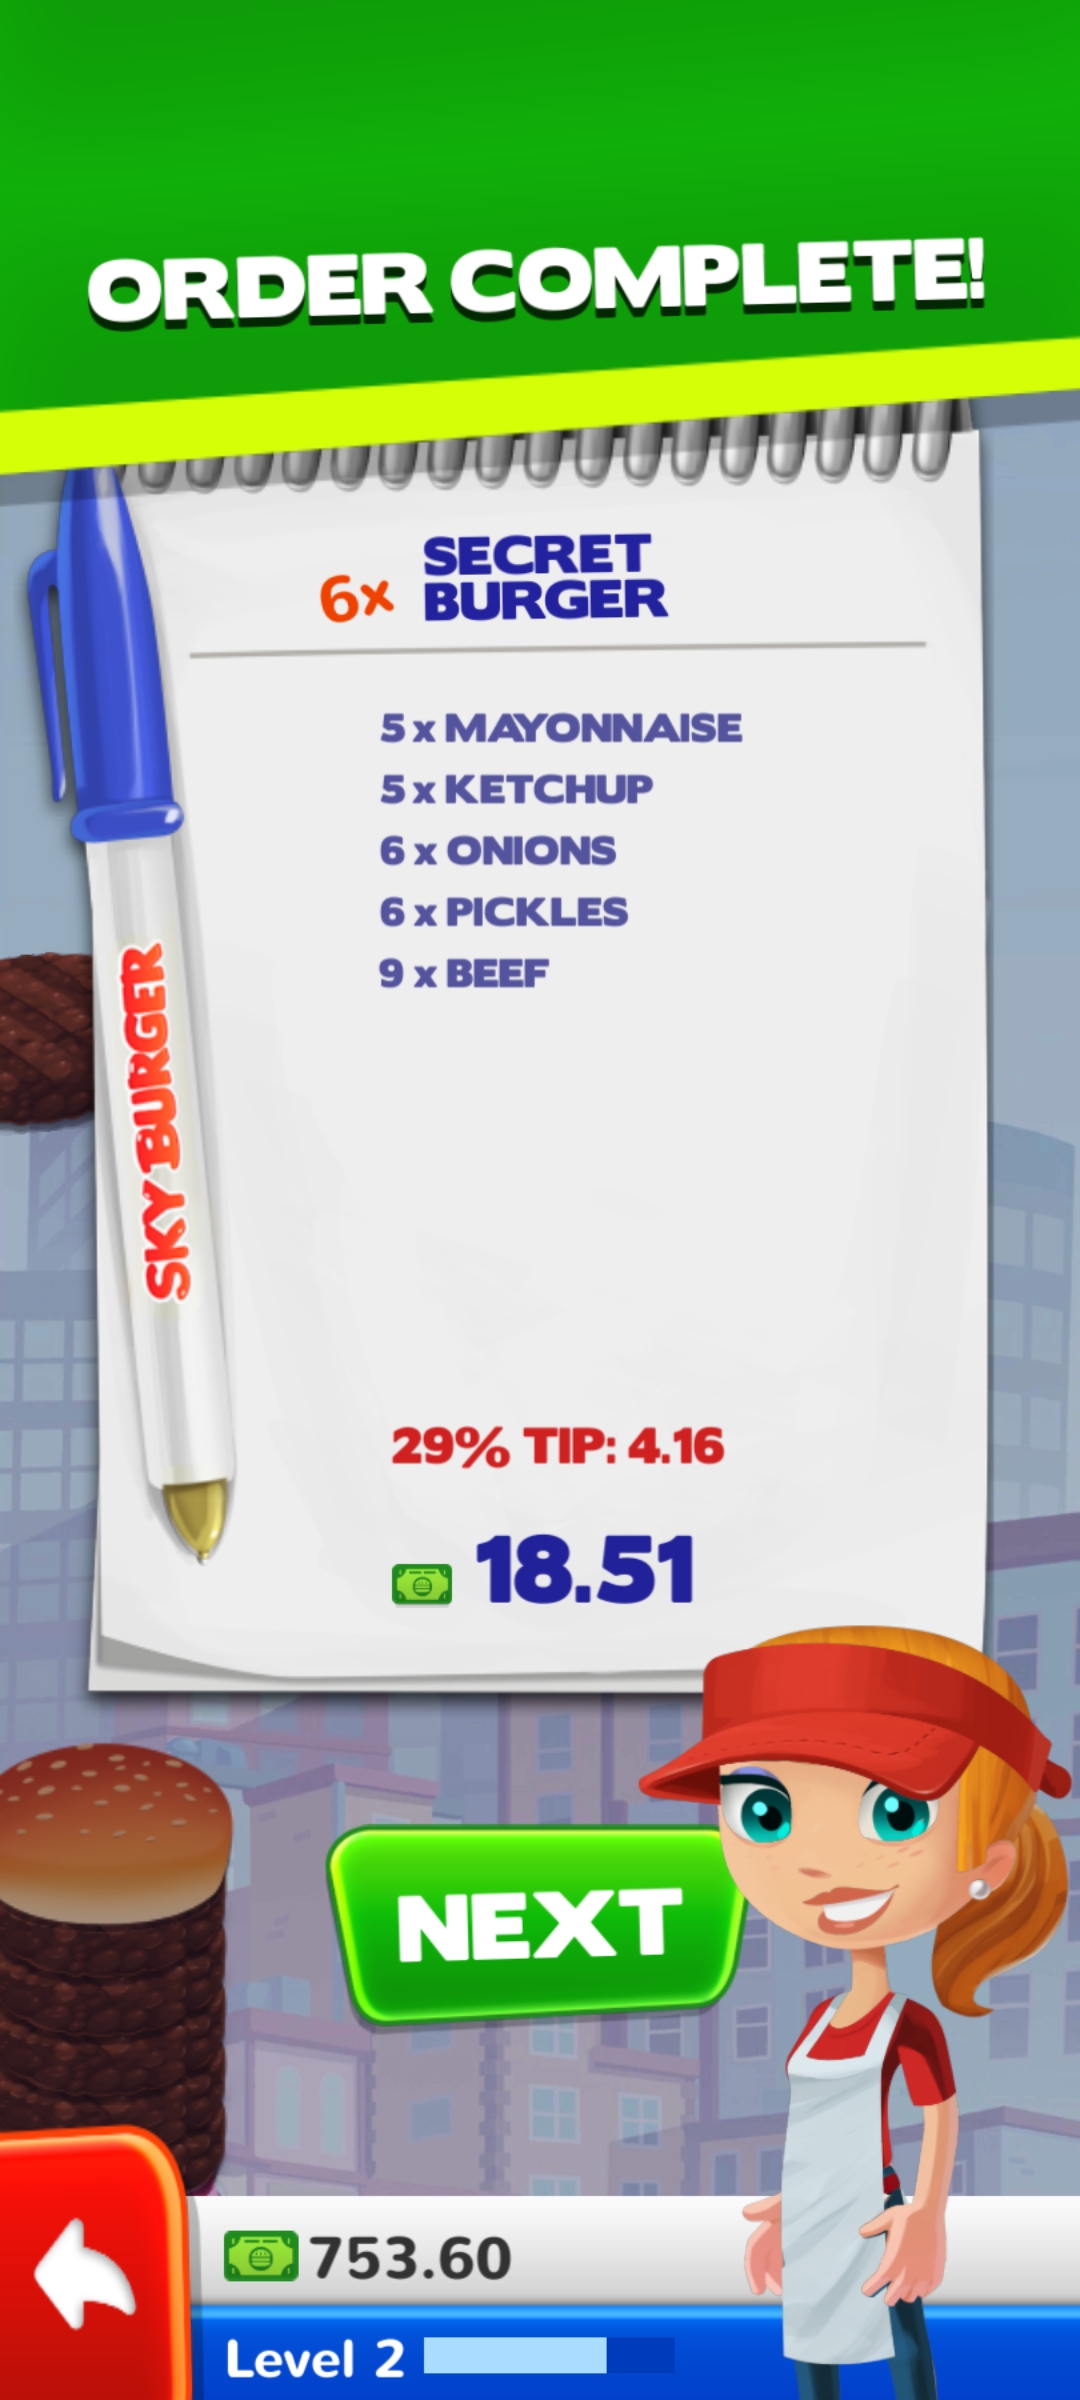 ORDER COMPLETE!
6x SECRET
BURGER
5 x MAYONNAISE
5 x KETCHUP
6 x ONIONS
6 x PICKLES
9 x BEEF
SKY BURGER
29% TIP: 4.16
18.51
NEXT
753.60
Level 2